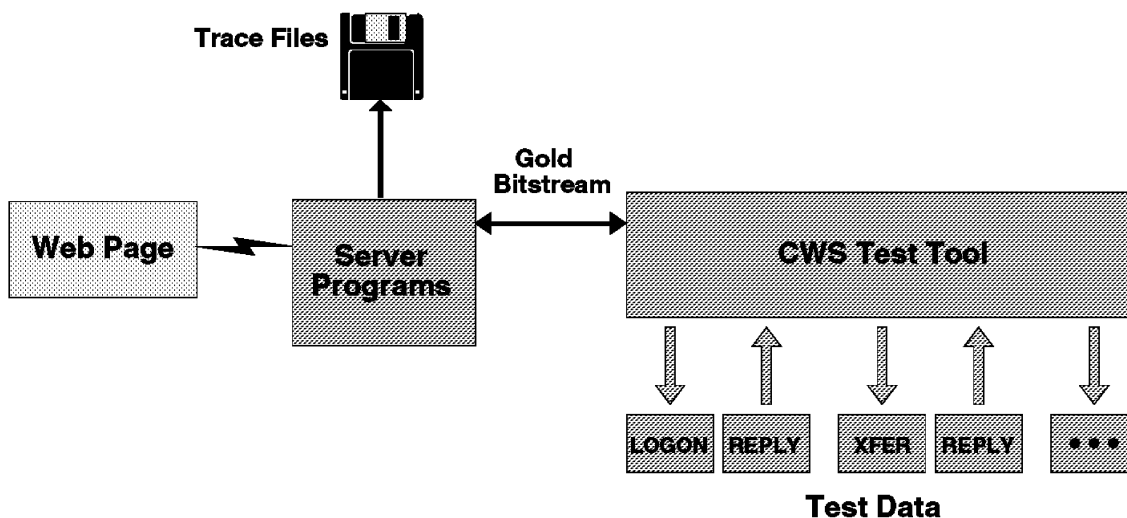 Trace Files
Gold
Bitstream
Web Page
Server
Programs
CWS Test Tool
LOGON
REPLY
XFER
REPLY
•••
Test Data